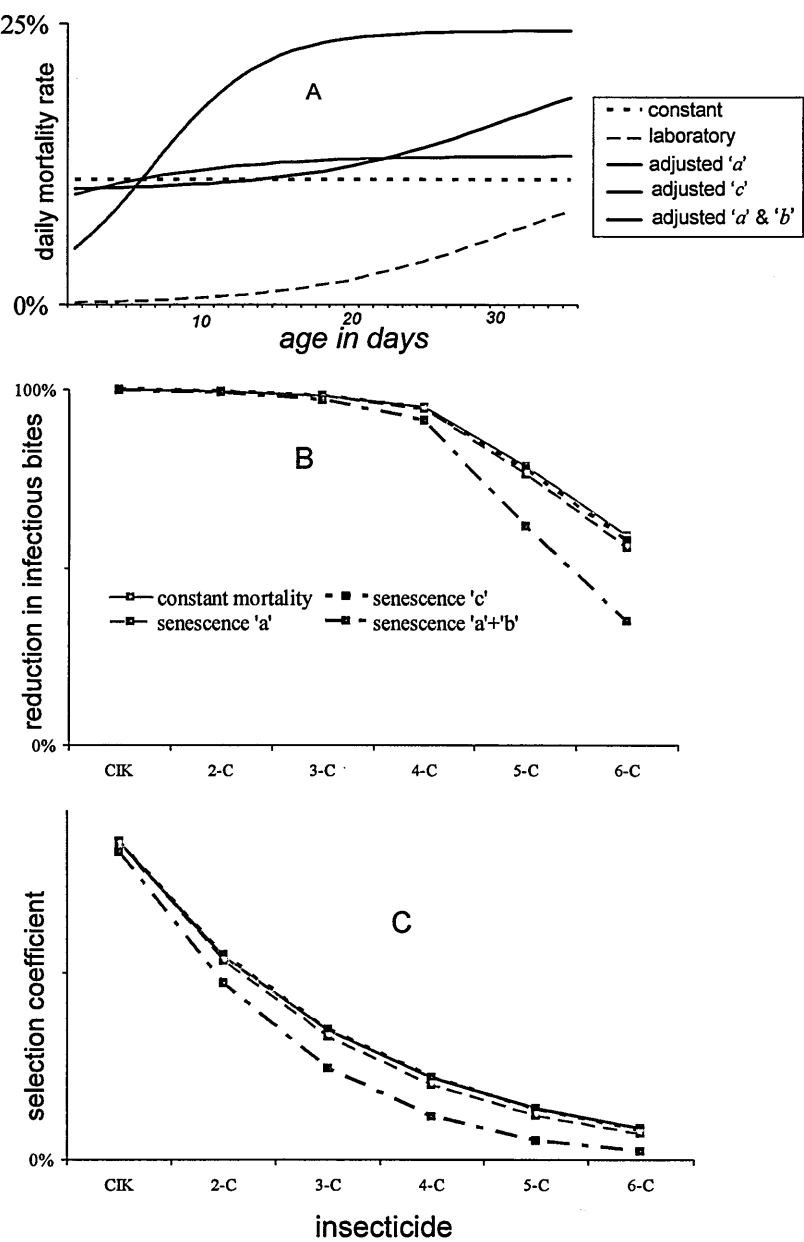 25%
daily mortality rate
0%
A
10
20
30
age in days
constant
laboratory
adjusted 'a'
adjusted 'c'
adjusted 'a' & 'b'
100%
reduction in infectious bites
B
constant mortality
senescence 'c'
senescence 'a'
senescence 'a'+'b'
0%
CIK
2-C
3-C
4-C
5-C
6-C
selection coefficient
C
0%
CIK
2-C
3-C
4-C
5-C
6-C
insecticide